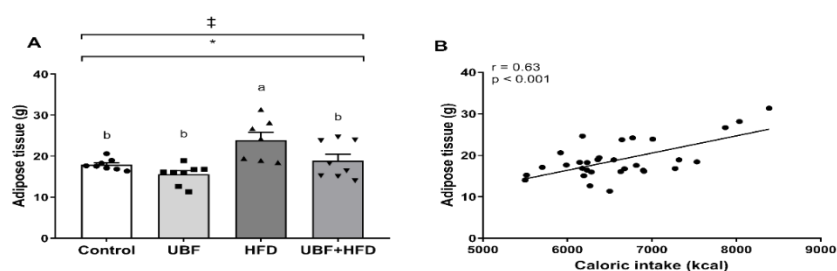 ‡
*
A
Adipose tissue (g)
40
30
20
10
0
b
b
a
b
Control
UBF
HFD
UBF+HFD
B
r = 0.63
p < 0.001
Adipose tissue (g)
40
30
20
10
0
5000
6000
7000
8000
9000
Caloric intake (kcal)